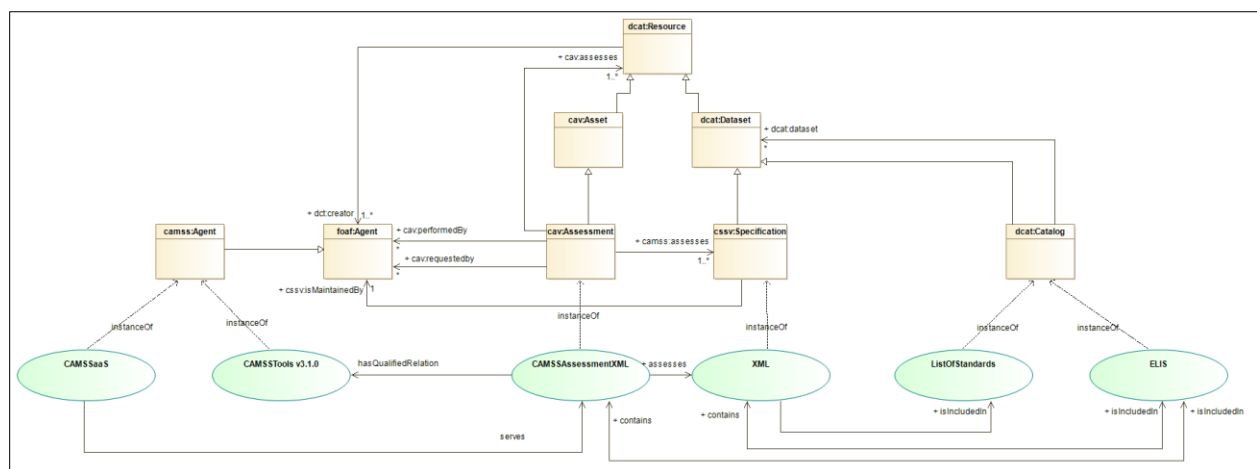 dcat:Resource
+ cav:assesses
1..*
cav:Asset
dcat:Dataset
+ dcat:dataset
*
+ dct:creator
1..*
camss:Agent
foaf:Agent
+ cav:performedBy
*
cav:Assessment
+ camss:assesses
1..*
cssv:Specification
dcat:Catalog
+ cav:requestedby
*
+ cssv:isMaintainedBy
1
instanceOf
instanceOf
instanceOf
instanceOf
instanceOf
instanceOf
CAMSSaaS
CAMSSTools v3.1.0
hasQualifiedRelation
CAMSSAssessmentXML
+ assesses
XML
ListOfStandards
ELIS
+ contains
+ contains
+ isIncludedIn
+ isIncludedIn
+ isIncludedIn
serves